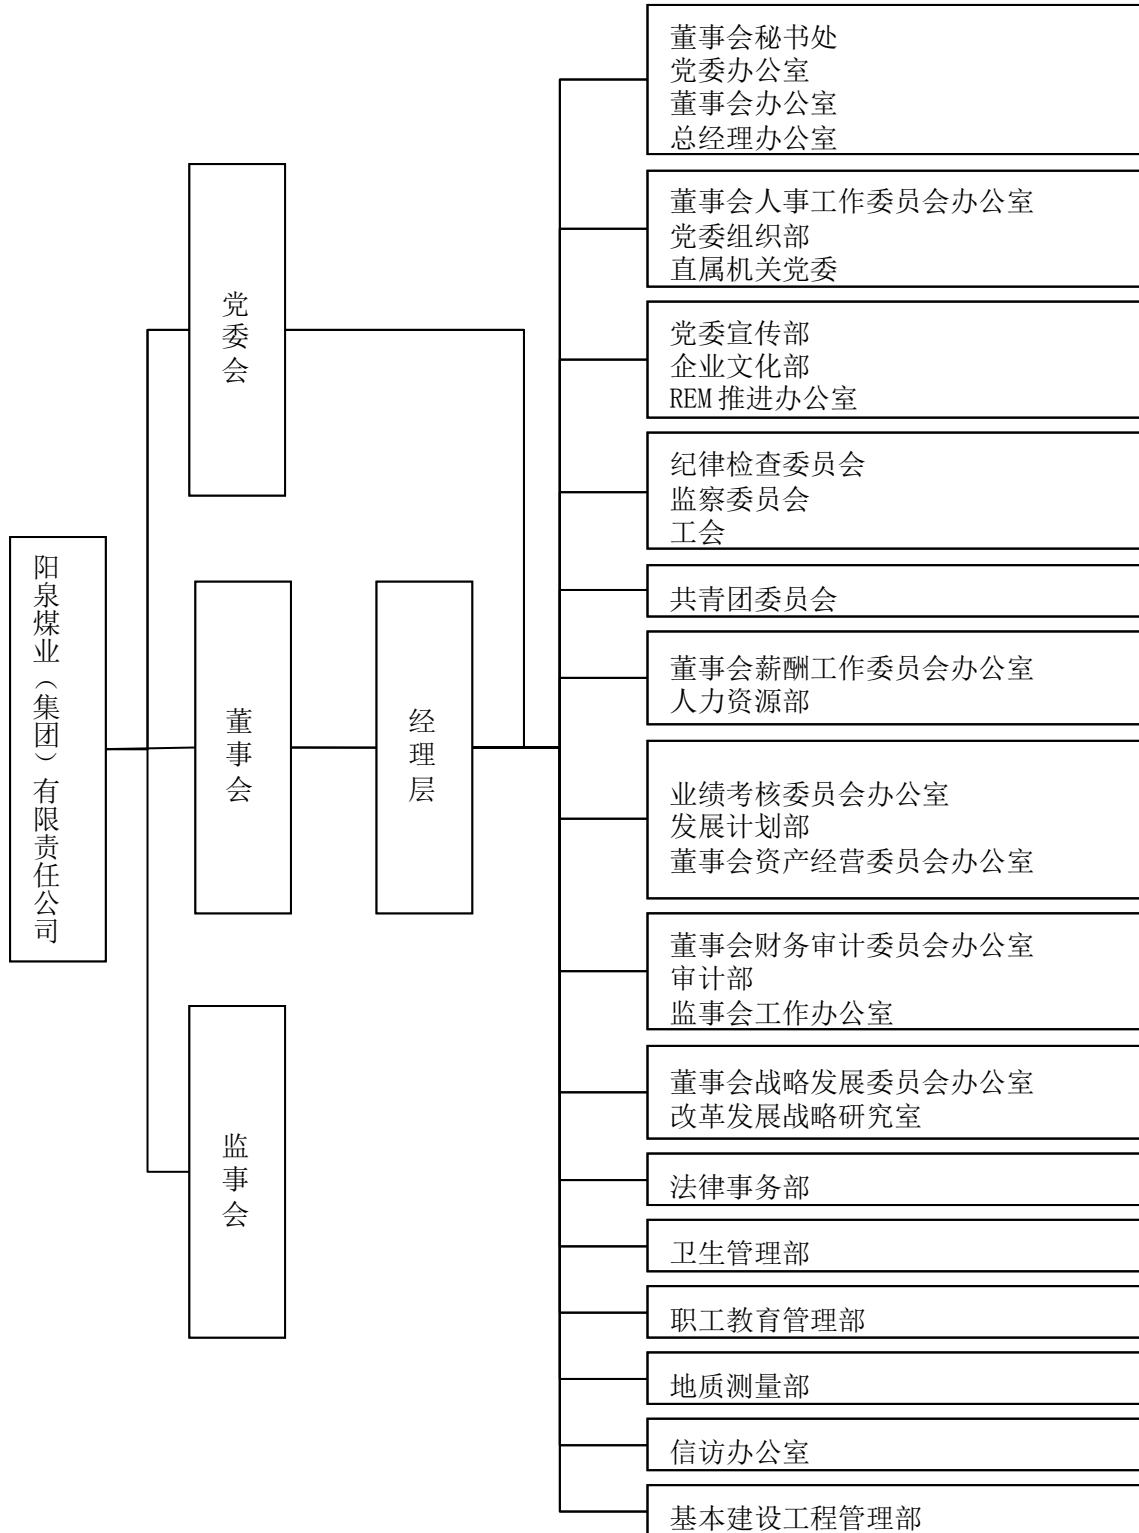 阳泉煤业（集团）有限责任公司
党委会
董事会
监事会
经理层
董事会秘书处
党委办公室
董事会办公室
总经理办公室
董事会人事工作委员会办公室
党委组织部
直属机关党委
党委宣传部
企业文化部
REM推进办公室
纪律检查委员会
监察委员会
工会
共青团委员会
董事会薪酬工作委员会办公室
人力资源部
业绩考核委员会办公室
发展计划部
董事会资产经营委员会办公室
董事会财务审计委员会办公室
审计部
监事会工作办公室
董事会战略发展委员会办公室
改革发展战略研究室
法律事务部
卫生管理部
职工教育管理部
地质测量部
信访办公室
基本建设工程管理部